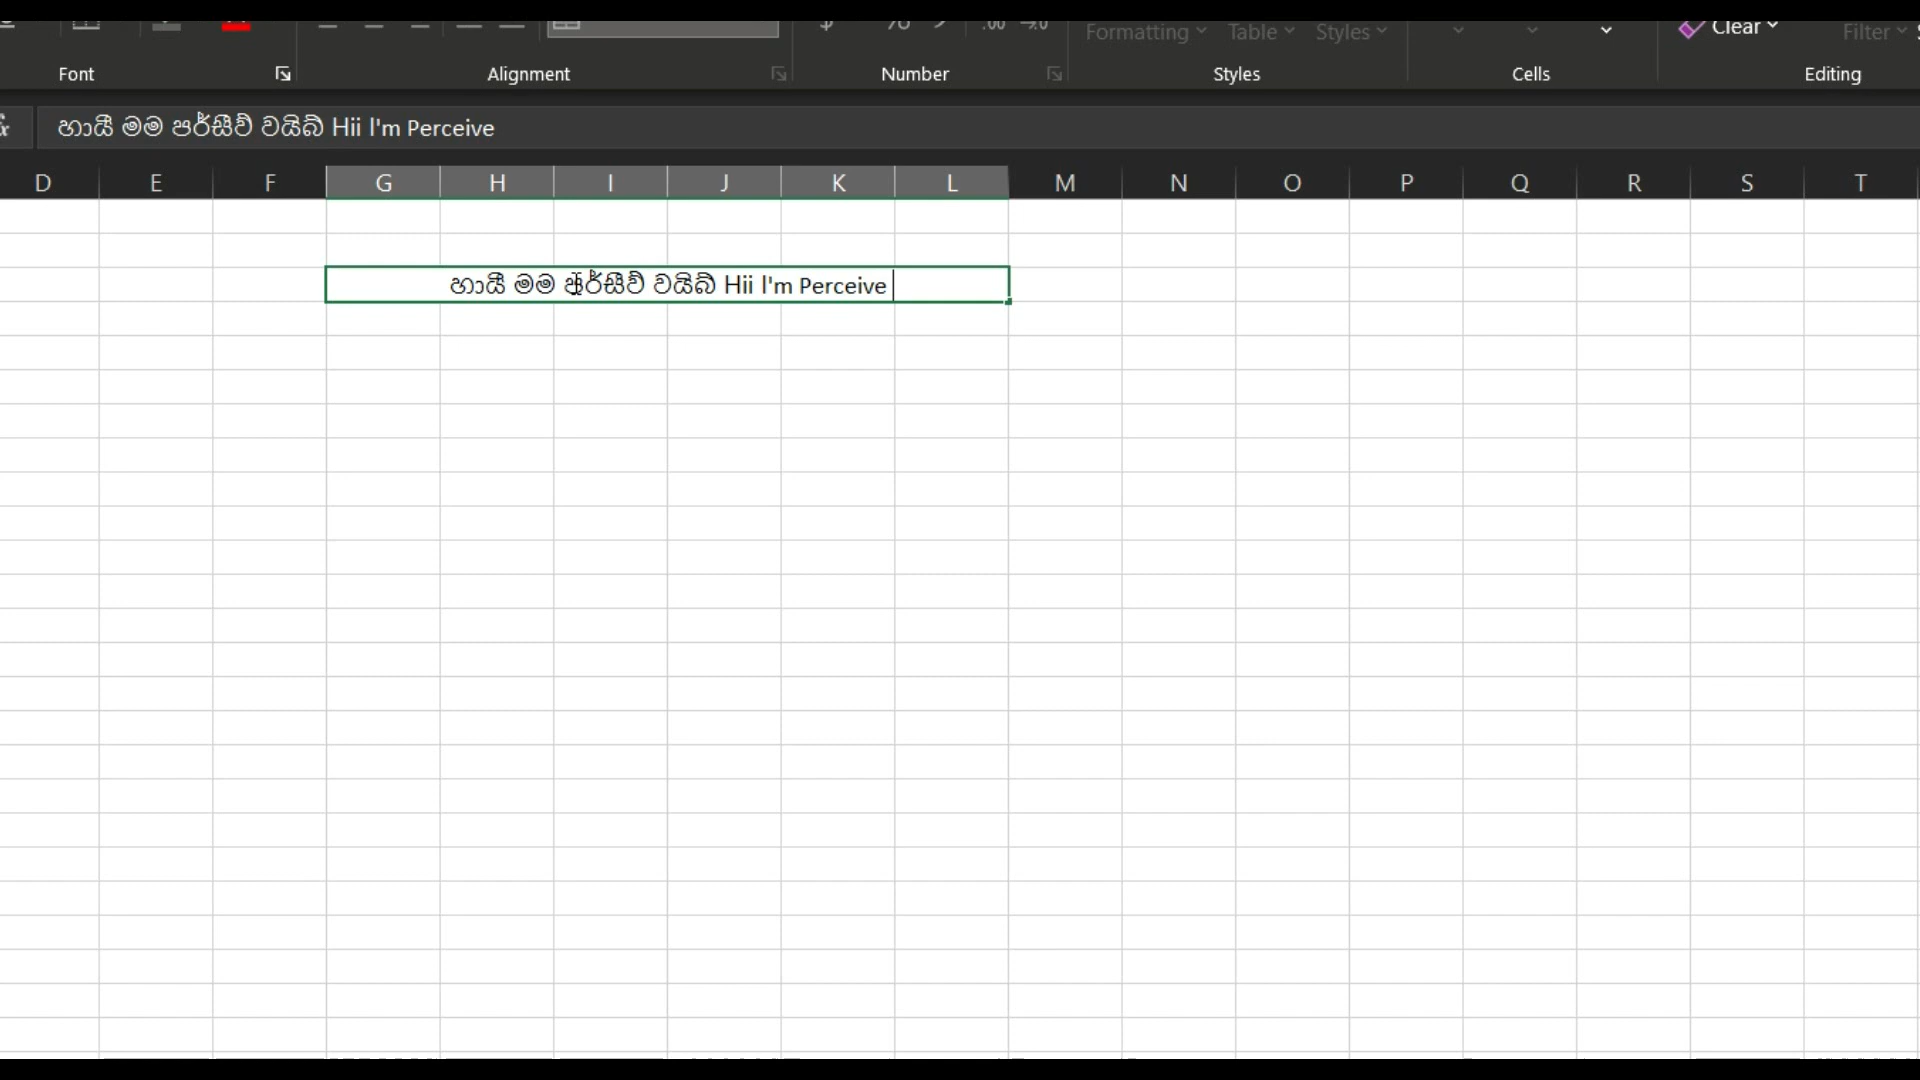 Formatting Table Styles Clear Filter
Font Alignment Number Styles Cells Editing
හායී මම පර්සීව් වයිබ් Hii I'm Perceive
D E F G H I J K L M N O P Q R S T
හායී මම පර්සීව් වයිබ් Hii I'm Perceive